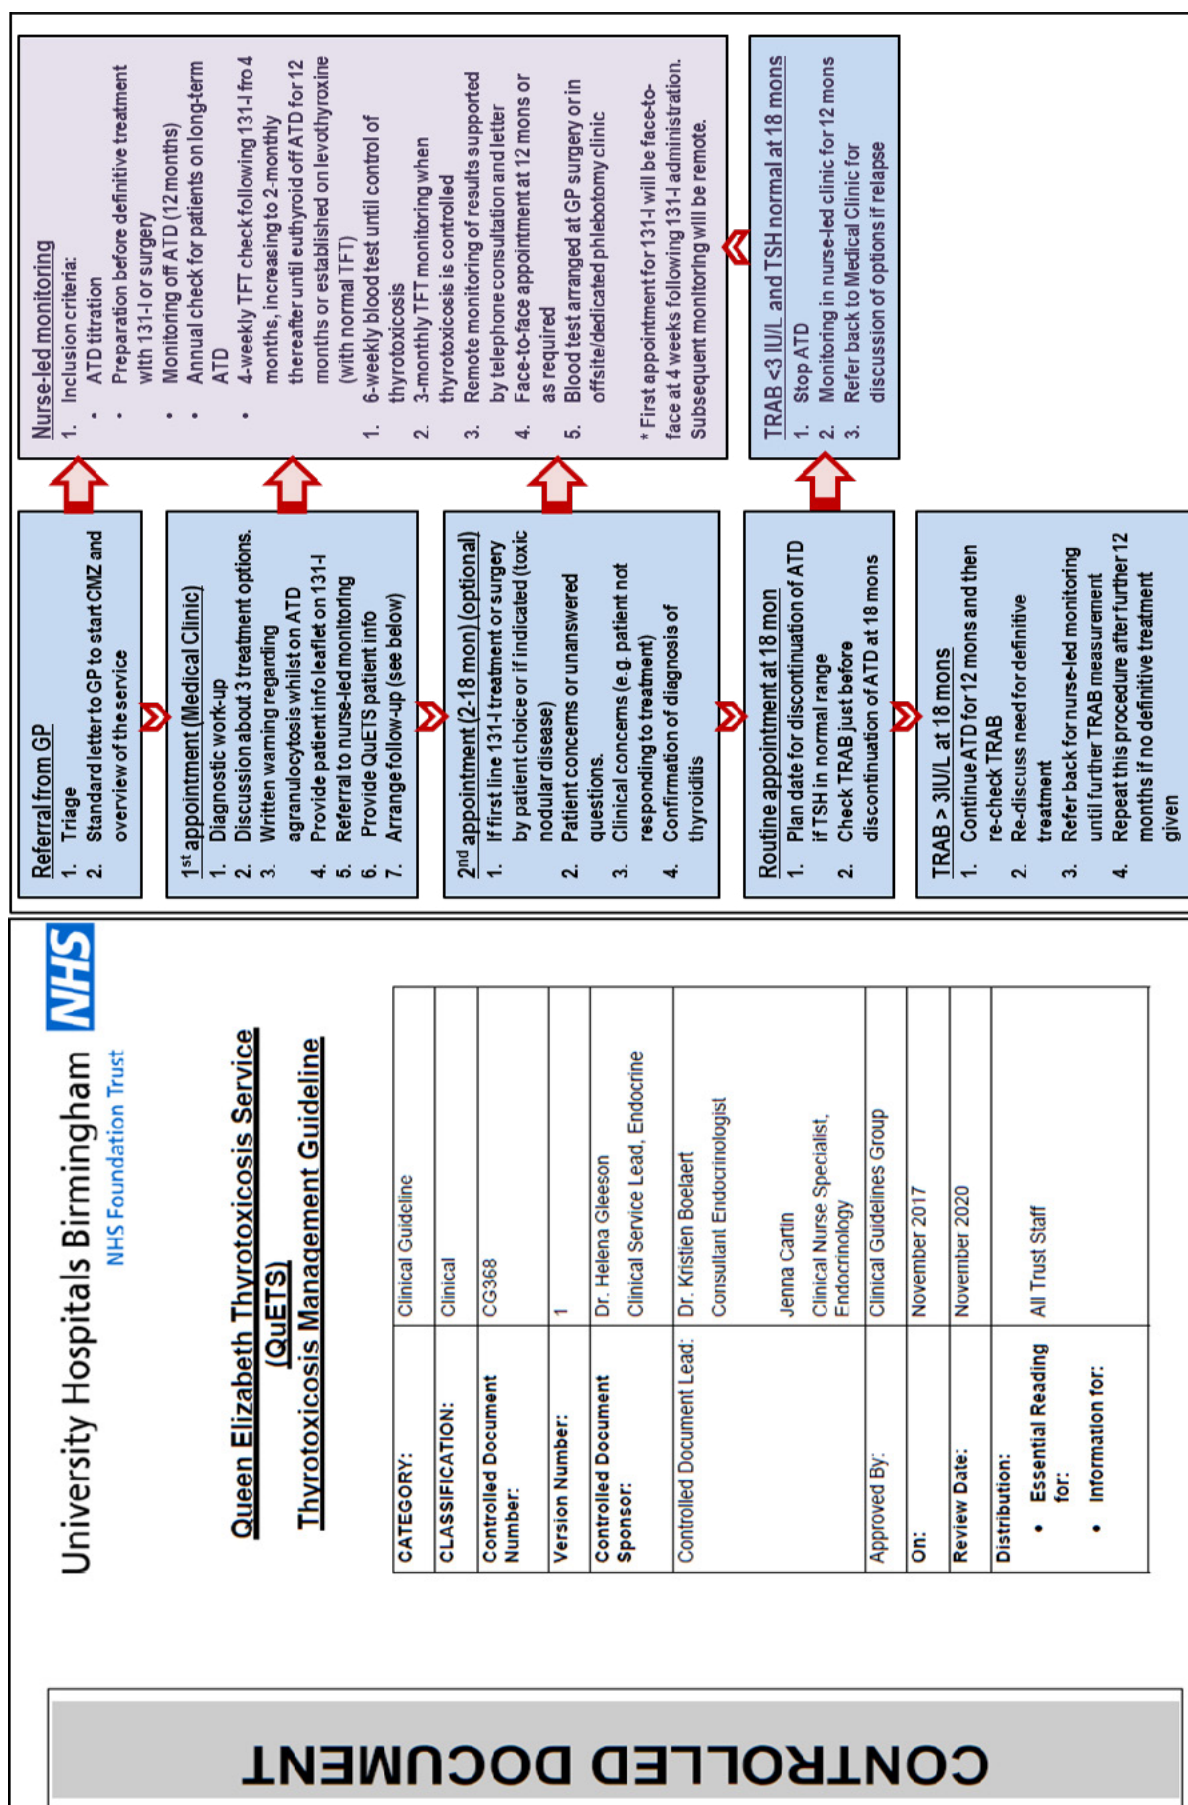 CONTROLLED DOCUMENT
University Hospitals Birmingham NHS
NHS Foundation Trust
Queen Elizabeth Thyrotoxicosis Service
(QuETS)
Thyrotoxicosis Management Guideline
CATEGORY: Clinical Guideline
CLASSIFICATION: Clinical
Controlled Document CG368
Number:
Version Number: 1
Controlled Document Dr. Helena Gleeson
Sponsor: Clinical Service Lead, Endocrine
Controlled Document Lead: Dr. Kristien Boelaert
Consultant Endocrinologist
Jenna Cartin
Clinical Nurse Specialist,
Endocrinology
Approved By: Clinical Guidelines Group
On: November 2017
Review Date: November 2020
Distribution:
• Essential Reading All Trust Staff
for:
• Information for:
Referral from GP
1. Triage
2. Standard letter to GP to start CMZ and
overview of the service
1st appointment (Medical Clinic)
1. Diagnostic work-up
2. Discussion about 3 treatment options.
3. Written warning regarding
agranulocytosis whilst on ATD
4. Provide patient info leaflet on 131-I
5. Referral to nurse-led monitoring
6. Provide QuETS patient info
7. Arrange follow-up (see below)
2nd appointment (2-18 mon) (optional)
1. If first line 131-I treatment or surgery
by patient choice or if indicated (toxic
nodular disease)
2. Patient concerns or unanswered
questions.
3. Clinical concerns (e.g. patient not
responding to treatment)
4. Confirmation of diagnosis of
thyroiditis
Routine appointment at 18 mon
1. Plan date for discontinuation of ATD
if TSH in normal range
2. Check TRAB just before
discontinuation of ATD at 18 mons
TRAB > 3IU/L at 18 mons
1. Continue ATD for 12 mons and then
re-check TRAB
2. Re-discuss need for definitive
treatment
3. Refer back for nurse-led monitoring
until further TRAB measurement
4. Repeat this procedure after further 12
months if no definitive treatment
given
Nurse-led monitoring
1. Inclusion criteria:
• ATD titration
• Preparation before definitive treatment
with 131-I or surgery
• Monitoring off ATD (12 months)
• Annual check for patients on long-term
ATD
• 4-weekly TFT check following 131-I fro 4
months, increasing to 2-monthly
thereafter until euthyroid off ATD for 12
months or established on levothyroxine
(with normal TFT)
1. 6-weekly blood test until control of
thyrotoxicosis
2. 3-monthly TFT monitoring when
thyrotoxicosis is controlled
3. Remote monitoring of results supported
by telephone consultation and letter
4. Face-to-face appointment at 12 mons or
as required
5. Blood test arranged at GP surgery or in
offsite/dedicated phlebotomy clinic
* First appointment for 131-I will be face-to-
face at 4 weeks following 131-I administration.
Subsequent monitoring will be remote.
TRAB <3 IU/L and TSH normal at 18 mons
1. Stop ATD
2. Monitoring in nurse-led clinic for 12 mons
3. Refer back to Medical Clinic for
discussion of options if relapse